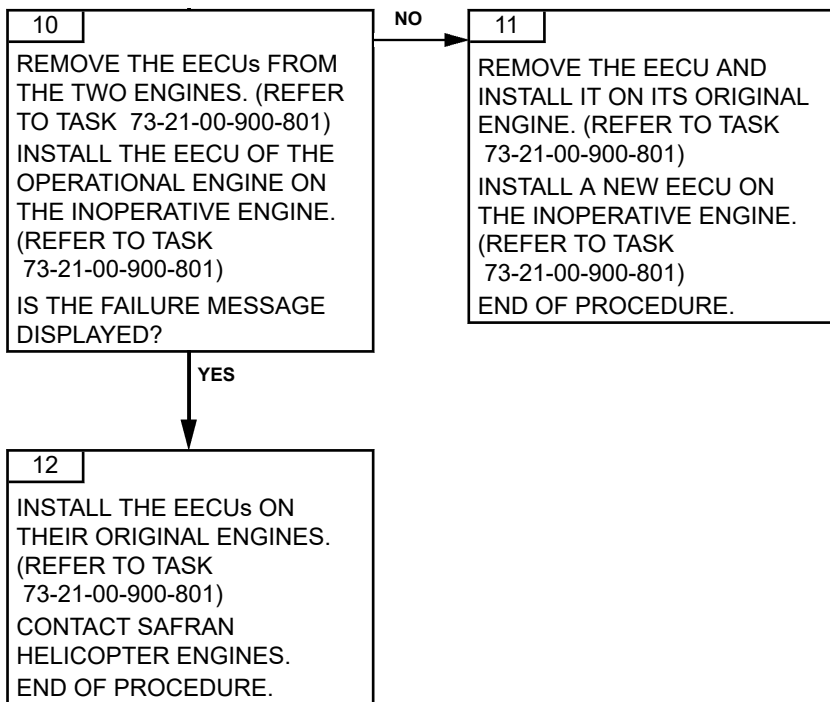 10
REMOVE THE EECUs FROM
THE TWO ENGINES. (REFER
TO TASK 73-21-00-900-801)
INSTALL THE EECU OF THE
OPERATIONAL ENGINE ON
THE INOPERATIVE ENGINE.
(REFER TO TASK
73-21-00-900-801)
IS THE FAILURE MESSAGE
DISPLAYED?
NO
11
REMOVE THE EECU AND
INSTALL IT ON ITS ORIGINAL
ENGINE. (REFER TO TASK
73-21-00-900-801)
INSTALL A NEW EECU ON
THE INOPERATIVE ENGINE.
(REFER TO TASK
73-21-00-900-801)
END OF PROCEDURE.
YES
12
INSTALL THE EECUs ON
THEIR ORIGINAL ENGINES.
(REFER TO TASK
73-21-00-900-801)
CONTACT SAFRAN
HELICOPTER ENGINES.
END OF PROCEDURE.